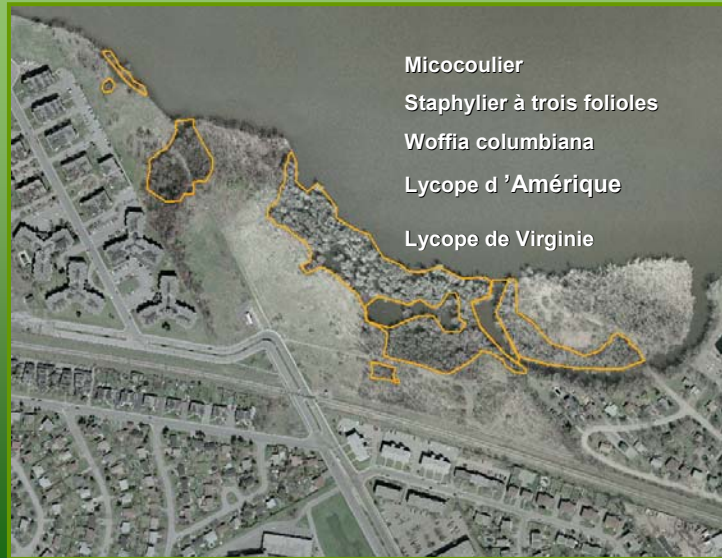 Micocoulier
Staphylier à trois folioles
Woffia columbiana
Lycope d 'Amérique
Lycope de Virginie